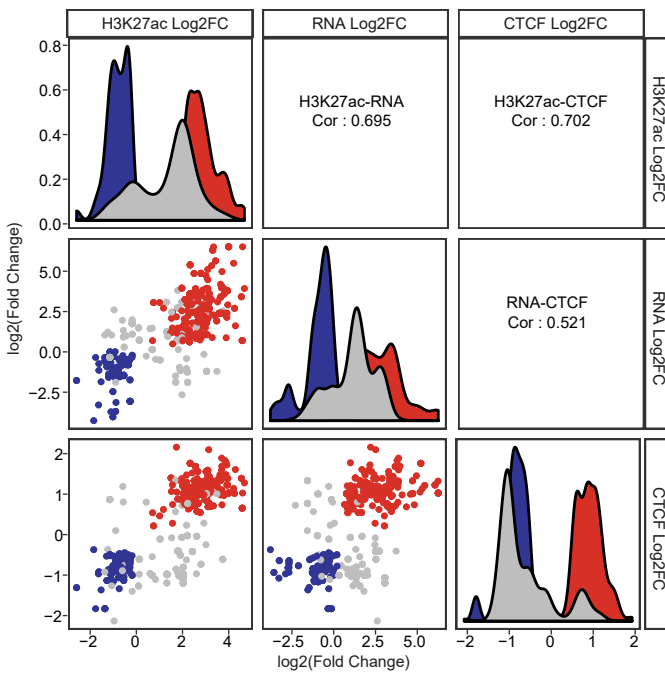 H3K27ac Log2FC
RNA Log2FC
CTCF Log2FC
0.8
0.6
0.4
0.2
0.0
H3K27ac-RNA
Cor : 0.695
H3K27ac-CTCF
Cor : 0.702
H3K27ac Log2FC
log2(Fold Change)
5.0
2.5
0.0
−2.5
RNA-CTCF
Cor : 0.521
RNA Log2FC
2
1
0
−1
−2
CTCF Log2FC
−2
0
2
4
−2.5
0.0
2.5
5.0
−2
−1
0
1
2
log2(Fold Change)